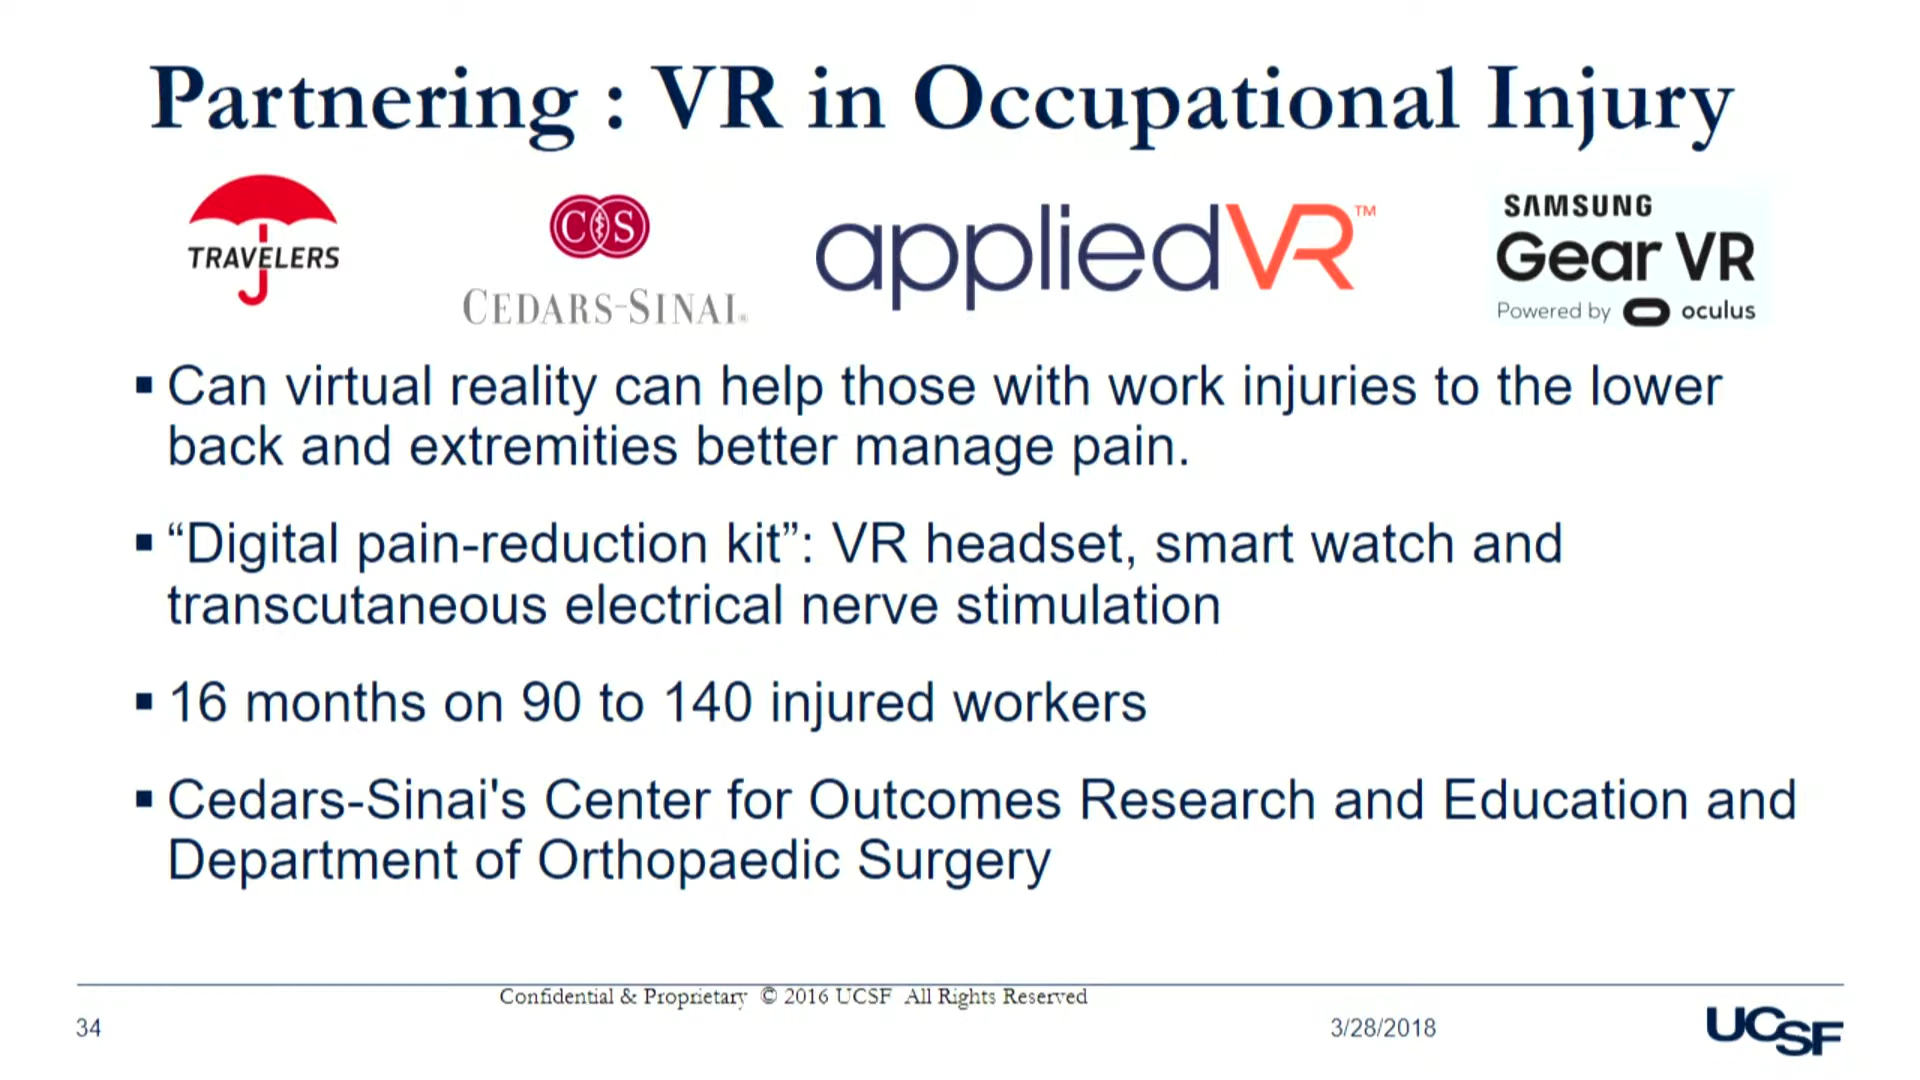 Partnering : VR in Occupational Injury
TRAVELERS
CS
CEDARS-SINAI®
appliedVR™
SAMSUNG
Gear VR
Powered by oculus
▪ Can virtual reality can help those with work injuries to the lower
back and extremities better manage pain.
▪ “Digital pain-reduction kit”: VR headset, smart watch and
transcutaneous electrical nerve stimulation
▪ 16 months on 90 to 140 injured workers
▪ Cedars-Sinai's Center for Outcomes Research and Education and
Department of Orthopaedic Surgery
Confidential & Proprietary © 2016 UCSF All Rights Reserved
34
3/28/2018
UCSF